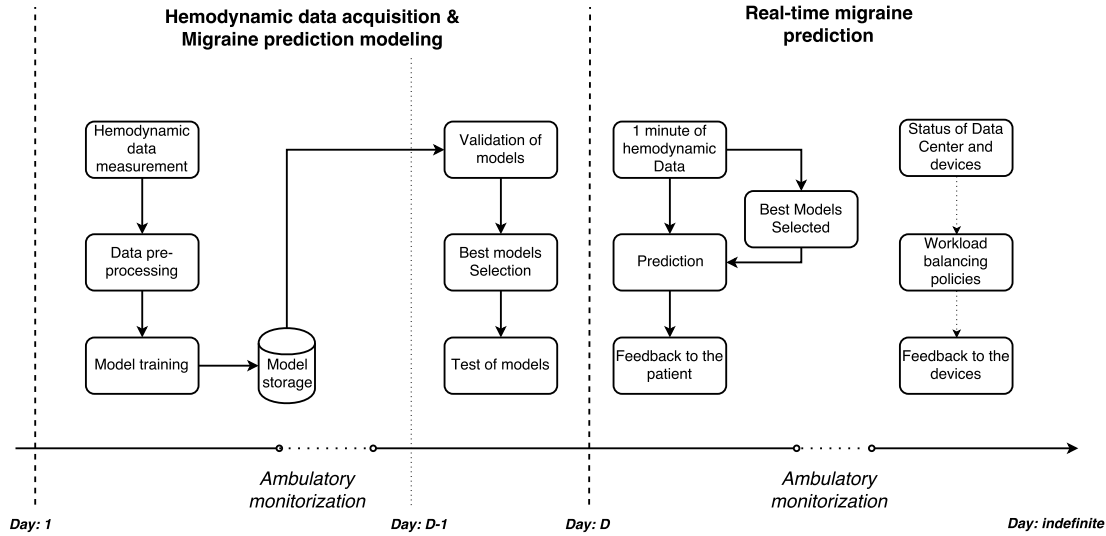 Hemodynamic data acquisition &
Migraine prediction modeling
Real-time migraine
prediction
Hemodynamic
data
measurement
Data pre-
processing
Model training
Model
storage
Validation of
models
Best models
Selection
Test of models
1 minute of
hemodynamic
Data
Best Models
Selected
Prediction
Feedback to the
patient
Status of Data
Center and
devices
Workload
balancing
policies
Feedback to the
devices
Ambulatory
monitorization
Ambulatory
monitorization
Day: 1
Day: D-1
Day: D
Day: indefinite